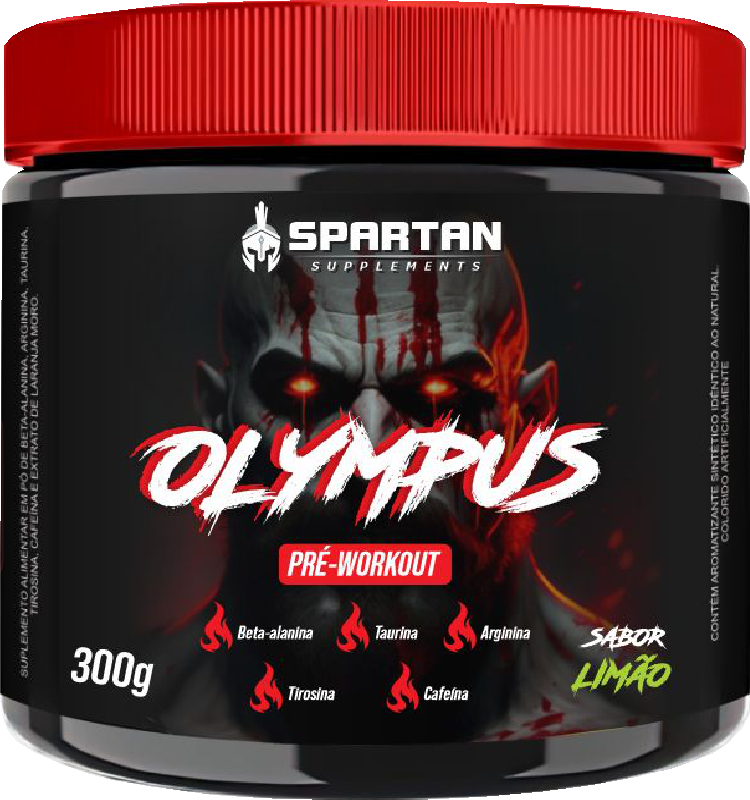 SPARTAN
SUPPLEMENTS
OLYMPUS
PRÉ-WORKOUT
Beta-alanina
Taurina
Arginina
Tirosina
Cafeína
300g
SABOR
LIMÃO
SUPLEMENTO ALIMENTAR EM PÓ DE BETA-ALANINA, ARGININA, TAURINA,
TIROSINA, CAFEÍNA E EXTRATO DE LARANJA MORO.
CONTÉM AROMATIZANTE SINTÉTICO IDÊNTICO AO NATURAL.
COLORIDO ARTIFICIALMENTE